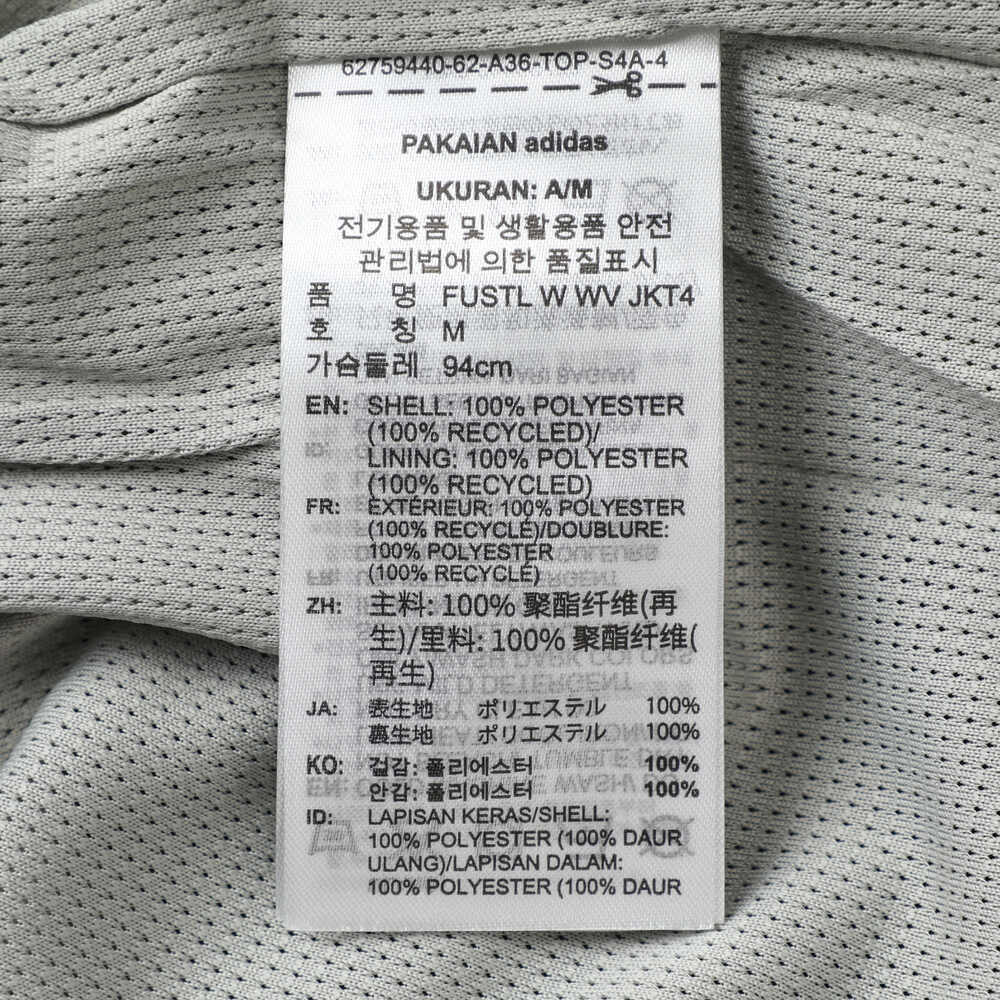 62759440-62-A36-TOP-S4A-4
PAKAIAN adidas
UKURAN: A/M
전기용품 및 생활용품 안전
관리법에 의한 품질표시
품 명 FUSTL W WV JKT4
호 칭 M
가슴둘레 94cm
EN: SHELL: 100% POLYESTER
(100% RECYCLED)/
LINING: 100% POLYESTER
(100% RECYCLED)
FR: EXTÉRIEUR: 100% POLYESTER
(100% RECYCLÉ)/DOUBLURE:
100% POLYESTER
(100% RECYCLÉ)
ZH: 主料: 100% 聚酯纤维(再
生)/里料: 100% 聚酯纤维(
再生)
JA: 表生地 ポリエステル 100%
裏生地 ポリエステル 100%
KO: 겉감: 폴리에스터 100%
안감: 폴리에스터 100%
ID: LAPISAN KERAS/SHELL:
100% POLYESTER (100% DAUR
ULANG)/LAPISAN DALAM:
100% POLYESTER (100% DAUR